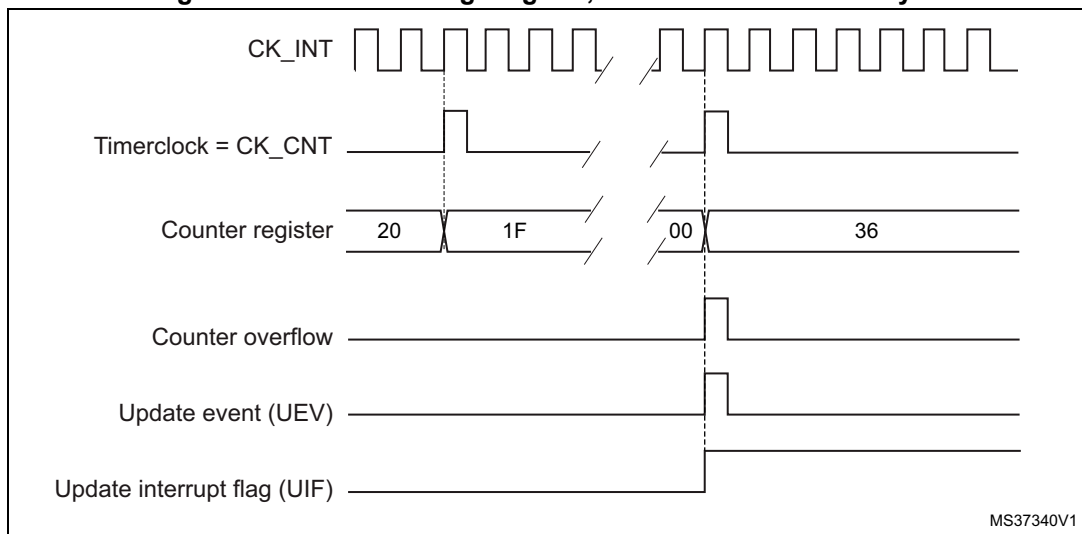 CK_INT
Timerclock = CK_CNT
Counter register 20 1F 00 36
Counter overflow
Update event (UEV)
Update interrupt flag (UIF)
MS37340V1